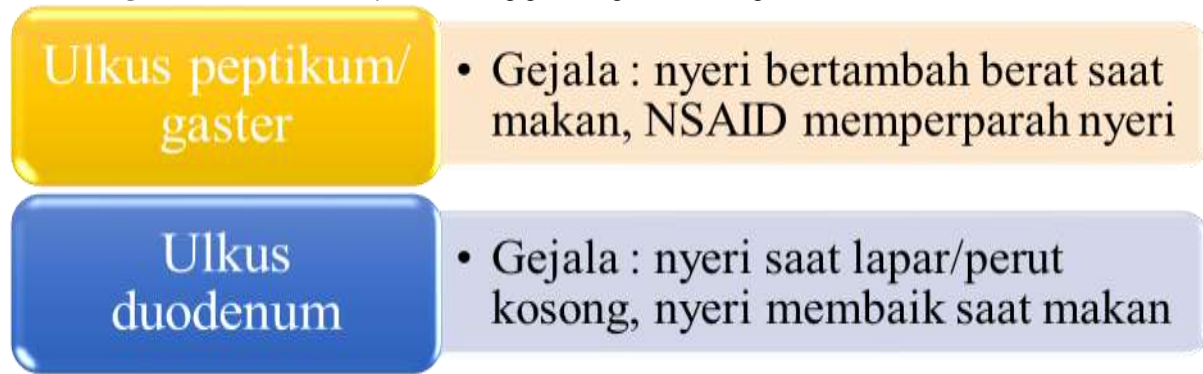 Ulkus peptikum/
gaster
• Gejala : nyeri bertambah berat saat
makan, NSAID memperparah nyeri
Ulkus
duodenum
• Gejala : nyeri saat lapar/perut
kosong, nyeri membaik saat makan